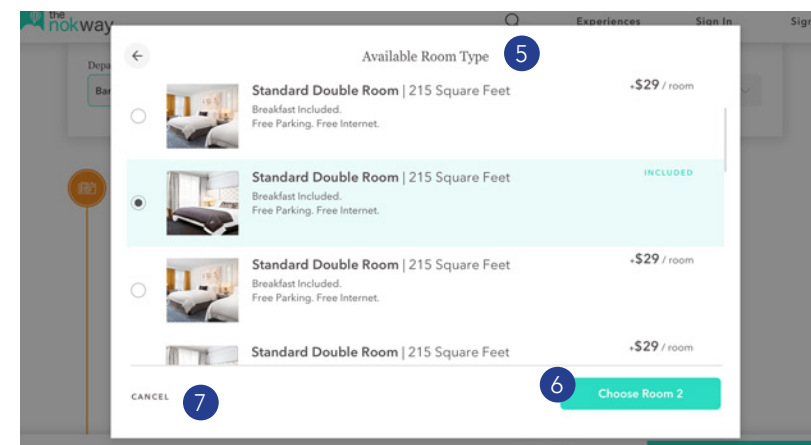 the
nokway
Experiences
Sign In
Sign
Depa
Bar
Available Room Type
5
Standard Double Room | 215 Square Feet
+$29 / room
Breakfast Included.
Free Parking. Free Internet.
Standard Double Room | 215 Square Feet
INCLUDED
Breakfast Included.
Free Parking. Free Internet.
Standard Double Room | 215 Square Feet
+$29 / room
Breakfast Included.
Free Parking. Free Internet.
Standard Double Room | 215 Square Feet
+$29 / room
CANCEL
7
6
Choose Room 2